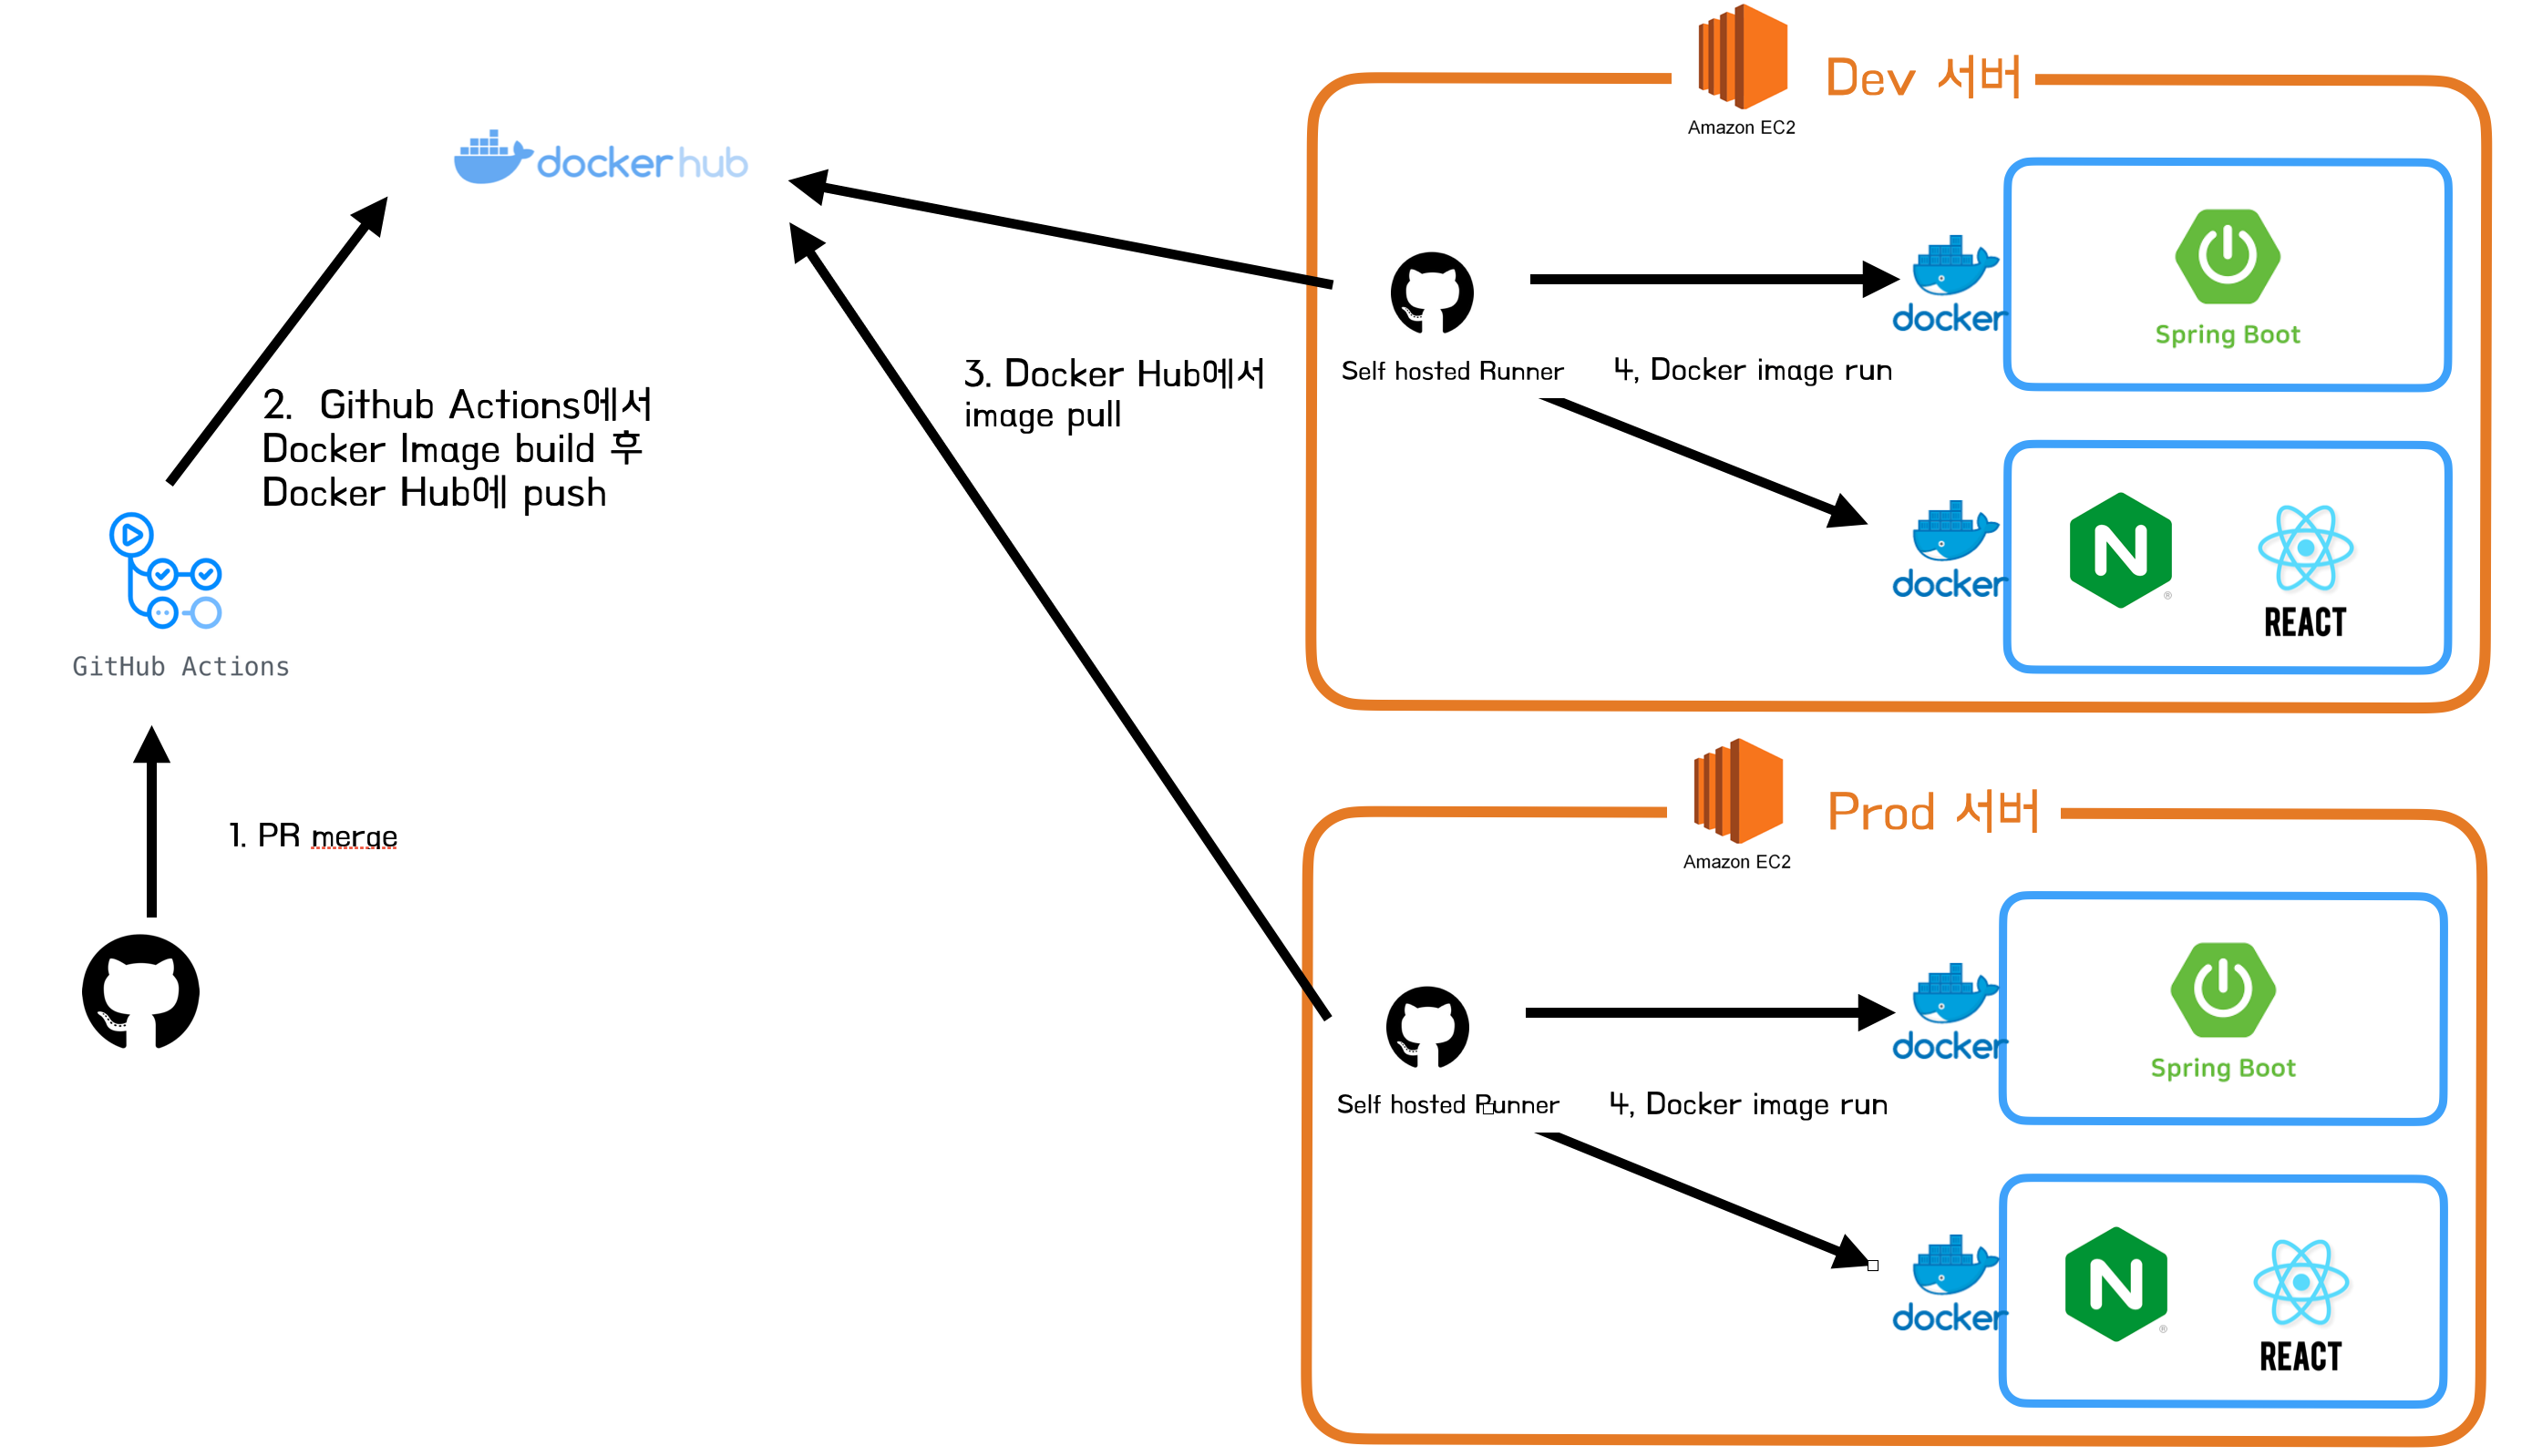 Dev 서버
Amazon EC2
dockerhub
Spring Boot
docker
3. Docker Hub에서
image pull
Self hosted Runner
4, Docker image run
2. Github Actions에서
Docker Image build 후
Docker Hub에 push
docker
N
®
REACT
GitHub Actions
1. PR merge
Prod 서버
Amazon EC2
Spring Boot
docker
Self hosted Runner
4, Docker image run
docker
N
®
REACT